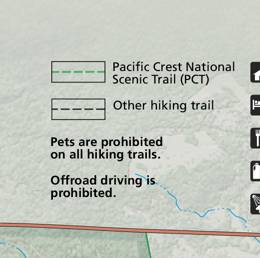 Pacific Crest National
Scenic Trail (PCT)
Other hiking trail
Pets are prohibited
on all hiking trails.
Offroad driving is
prohibited.